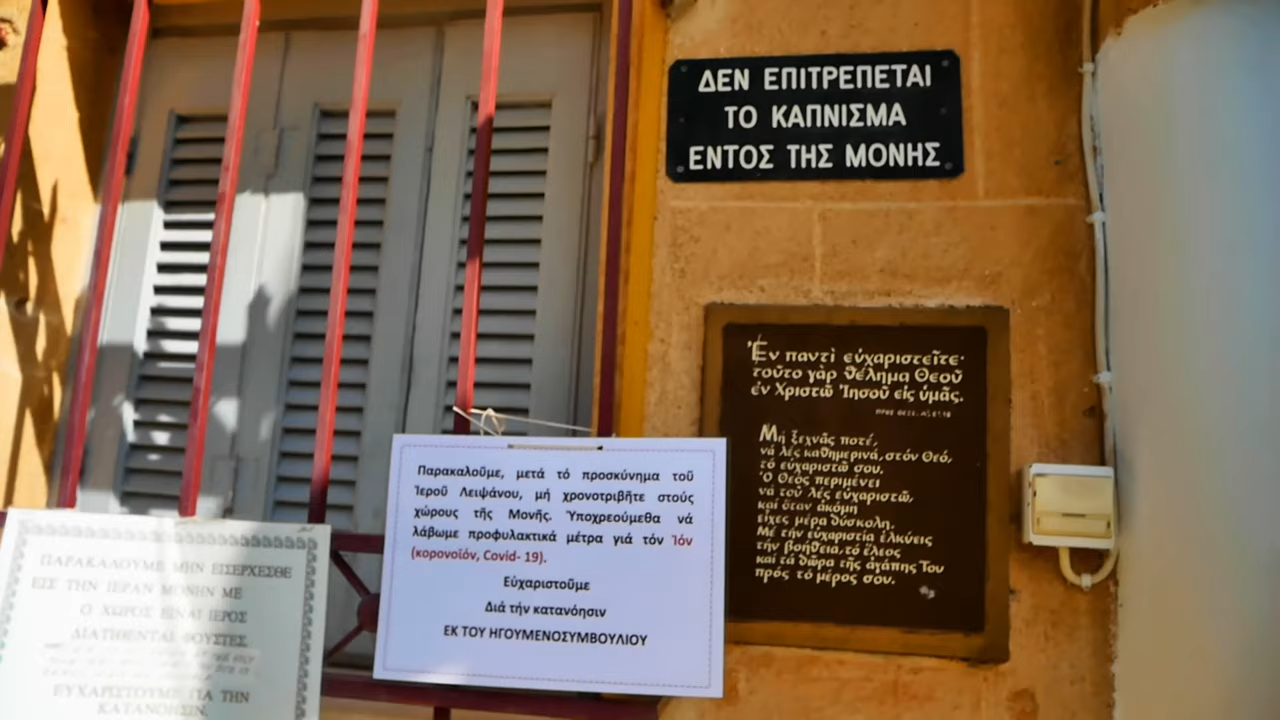 ΔΕΝ ΕΠΙΤΡΕΠΕΤΑΙ
ΤΟ ΚΑΠΝΙΣΜΑ
ΕΝΤΟΣ ΤΗΣ ΜΟΝΗΣ
Ἐν παντὶ εὐχαριστεῖτε·
τοῦτο γὰρ θέλημα Θεοῦ
ἐν Χριστῷ Ἰησοῦ εἰς ὑμᾶς.
Μή ξεχνᾶς ποτέ,
νά λές καθημερινά, στόν Θεό,
τό εὐχαριστῶ σου.
Ὁ Θεός περιμένει
νά τοῦ λές εὐχαριστῶ,
καί ὅταν ἀκόμη
εἶχες μέρα δύσκολη.
Μέ τήν εὐχαριστία ἑλκύεις
τήν βοήθεια, τό ἔλεος
καί τά δῶρα τῆς ἀγάπης Του
πρός τό μέρος σου.
Παρακαλοῦμε, μετά τό προσκύνημα τοῦ
Ἱεροῦ Λειψάνου, μή χρονοτριβῆτε στούς
χώρους τῆς Μονῆς. Ὑποχρεούμεθα νά
λάβωμε προφυλακτικά μέτρα γιά τόν Ἰόν
(κορονοϊόν, Covid- 19).
Εὐχαριστοῦμε
Διά τήν κατανόησιν
ΕΚ ΤΟΥ ΗΓΟΥΜΕΝΟΣΥΜΒΟΥΛΙΟΥ
ΠΑΡΑΚΑΛΟΥΜΕ ΜΗΝ ΕΙΣΕΡΧΕΣΘΕ
ΕΙΣ ΤΗΝ ΙΕΡΑΝ ΜΟΝΗΝ ΜΕ
Ο ΧΩΡΟΣ ΕΙΝΑΙ ΙΕΡΟΣ
ΔΙΑΤΙΘΕΝΤΑΙ ΦΟΥΣΤΕΣ
ΕΥΧΑΡΙΣΤΟΥΜΕ ΓΙΑ ΤΗΝ
ΚΑΤΑΝΟΗΣΙΝ.